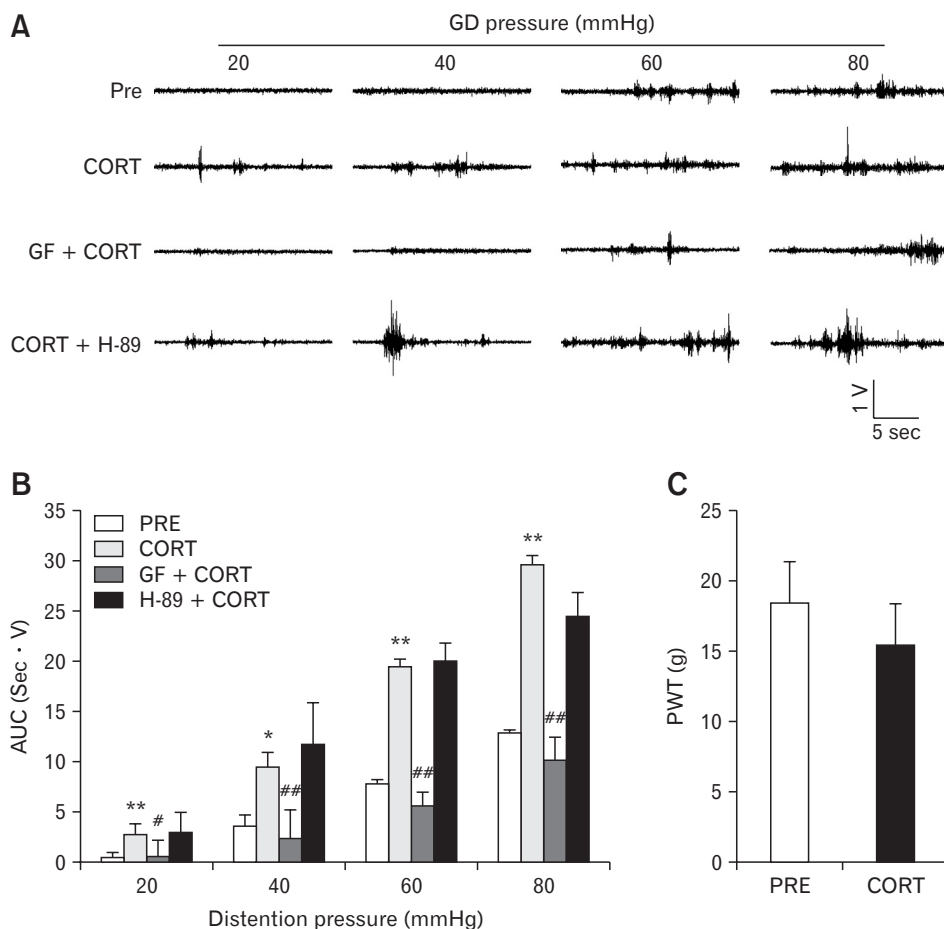 A
GD pressure (mmHg)
20 40 60 80
Pre
CORT
GF + CORT
CORT + H-89
1 V
5 sec
B
35
30
25
20
15
10
5
0
AUC (Sec · V)
PRE
CORT
GF + CORT
H-89 + CORT
** # * ## ** ## ** ##
20 40 60 80
Distention pressure (mmHg)
C
25
20
15
10
5
0
PWT (g)
PRE CORT